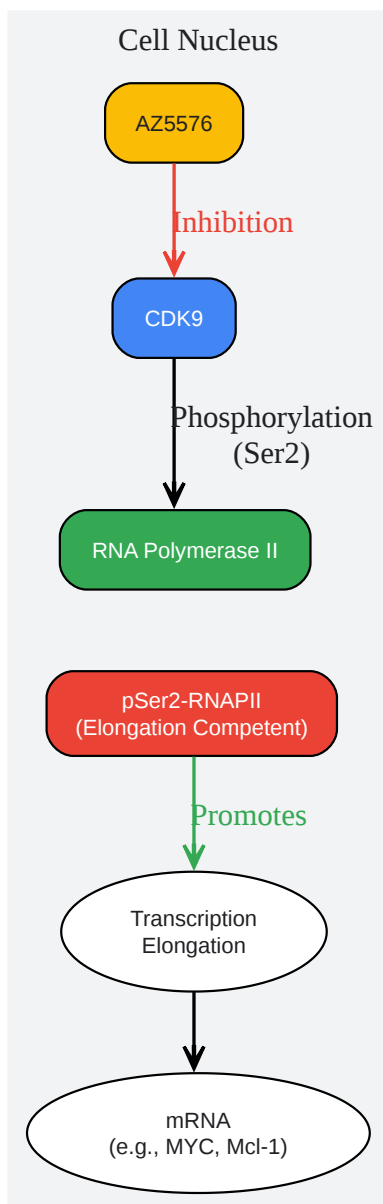 Cell Nucleus
AZ5576
Inhibition
CDK9
Phosphorylation
(Ser2)
RNA Polymerase II
pSer2-RNAPII
(Elongation Competent)
Promotes
Transcription
Elongation
mRNA
(e.g., MYC, Mcl-1)